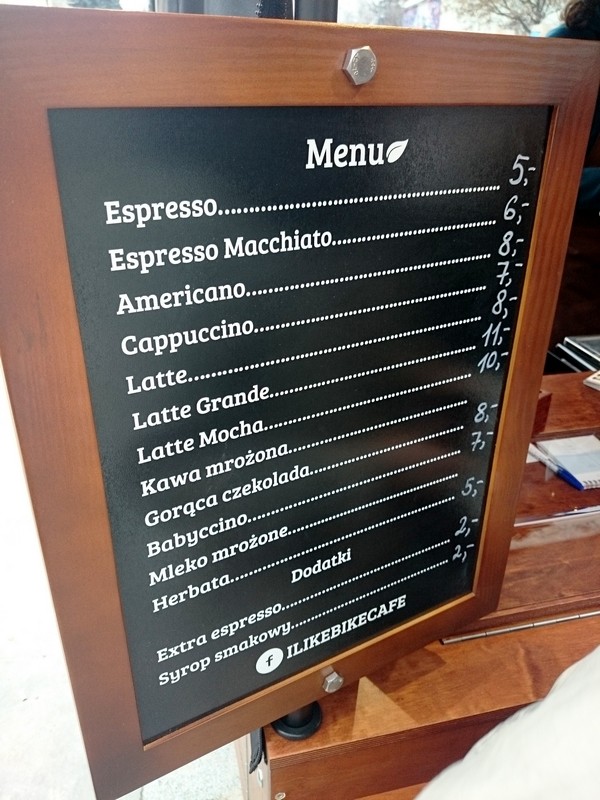 Menu
Espresso........................................ 5,-
Espresso Macchiato........................ 6,-
Americano.................................... 8,-
Cappuccino................................... 7,-
Latte............................................. 8,-
Latte Grande................................ 11,-
Latte Mocha................................. 10,-
Kawa mrożona..............................
Gorąca czekolada......................... 8,-
Babyccino..................................... 7,-
Mleko mrożone............................
Herbata........................................ 5,-
Dodatki
Extra espresso.............................. 2,-
Syrop smakowy............................ 2,-
f ILIKEBIKECAFE